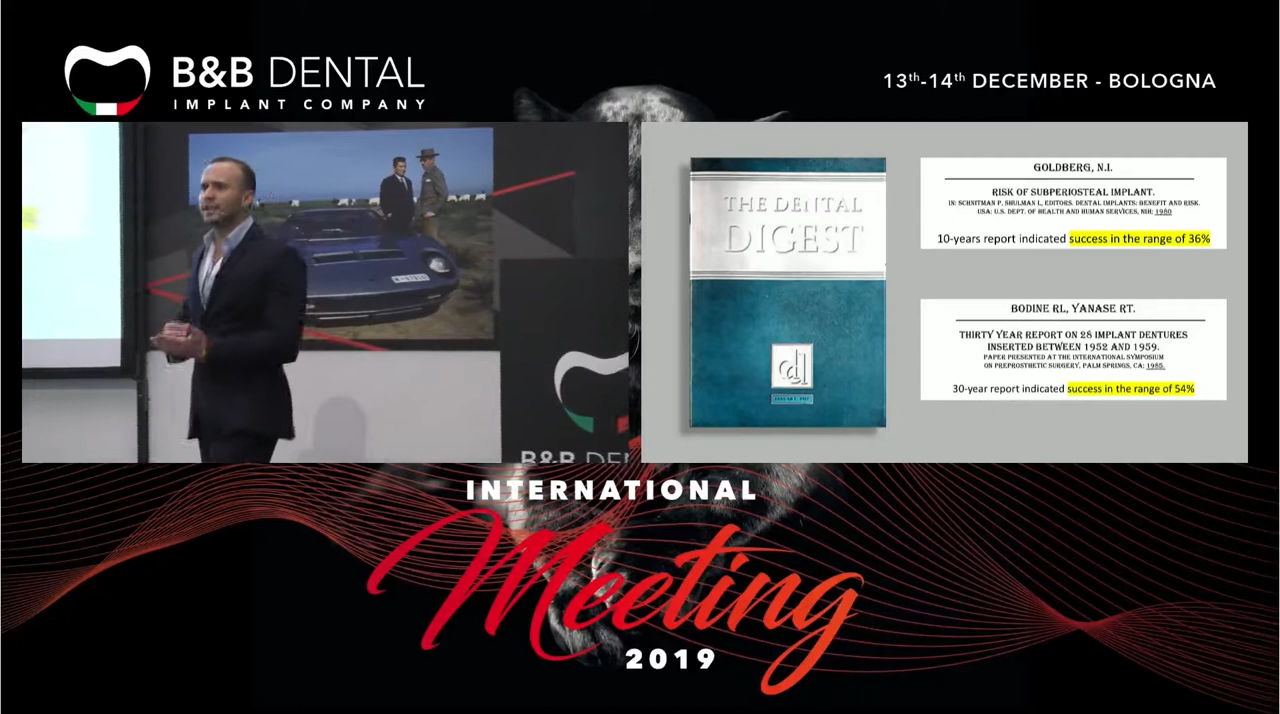 B&B DENTAL
IMPLANT COMPANY
13th-14th DECEMBER - BOLOGNA
THE DENTAL
DIGEST
dd
GOLDBERG, N.I.
RISK OF SUBPERIOSTEAL IMPLANT.
IN: SCHNITMAN P, SHULMAN L, EDITORS. DENTAL IMPLANTS: BENEFIT AND RISK.
USA: U.S. DEPT. OF HEALTH AND HUMAN SERVICES, NIH; 1980
10-years report indicated success in the range of 36%
BODINE RL, YANASE RT.
THIRTY YEAR REPORT ON 28 IMPLANT DENTURES
INSERTED BETWEEN 1952 AND 1959.
PAPER PRESENTED AT THE INTERNATIONAL SYMPOSIUM
ON PREPROSTHETIC SURGERY, PALM SPRINGS, CA; 1985.
30-year report indicated success in the range of 54%
B&B DEN
INTERNATIONAL
Meeting
2019